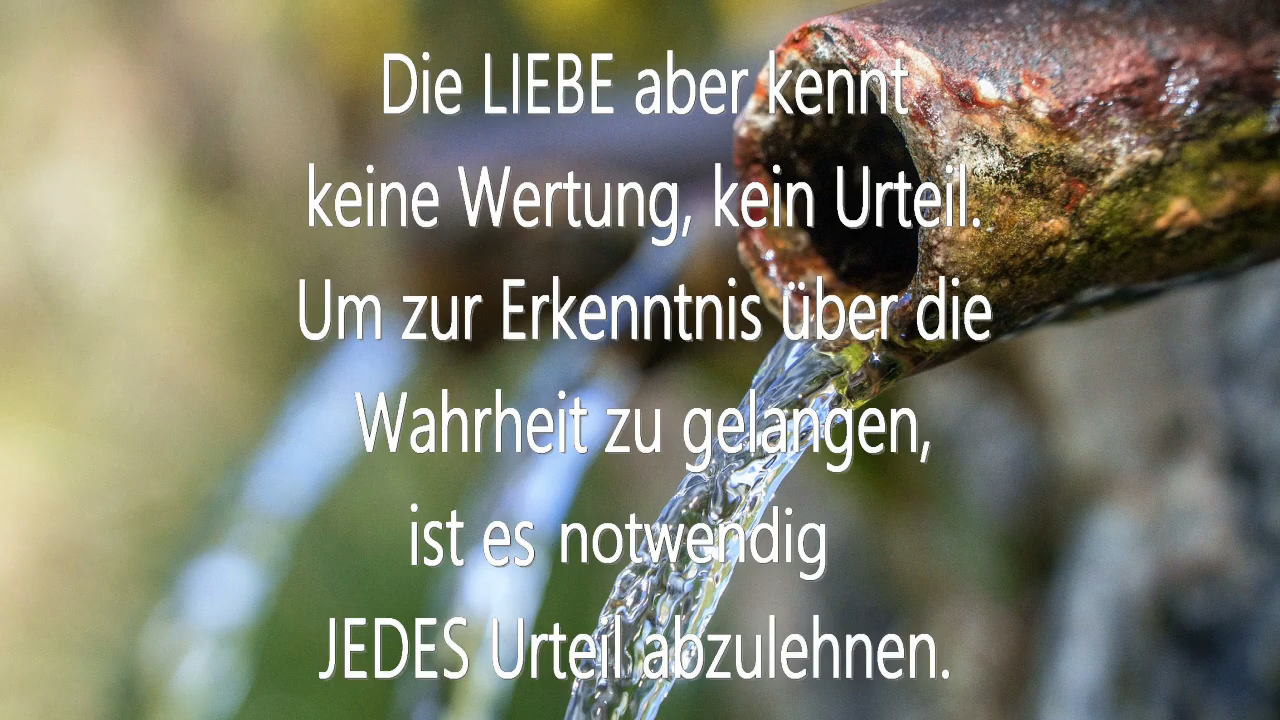 Die LIEBE aber kennt
keine Wertung, kein Urteil.
Um zur Erkenntnis über die
Wahrheit zu gelangen,
ist es notwendig
JEDES Urteil abzulehnen.